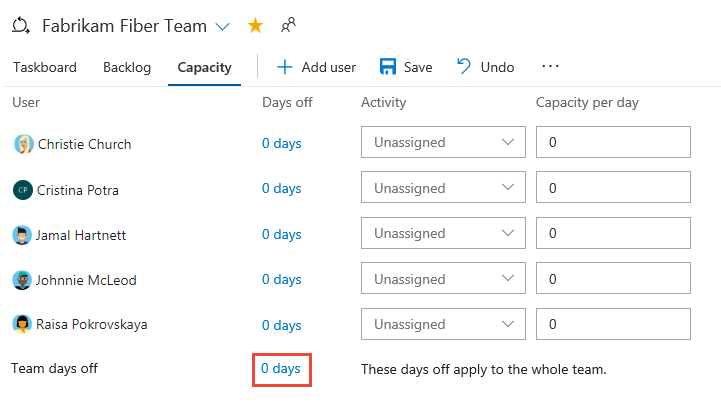 Fabrikam Fiber Team
Taskboard Backlog Capacity Add user Save Undo ...
User Days off Activity Capacity per day
Christie Church 0 days Unassigned 0
CP Cristina Potra 0 days Unassigned 0
Jamal Hartnett 0 days Unassigned 0
Johnnie McLeod 0 days Unassigned 0
Raisa Pokrovskaya 0 days Unassigned 0
Team days off 0 days These days off apply to the whole team.